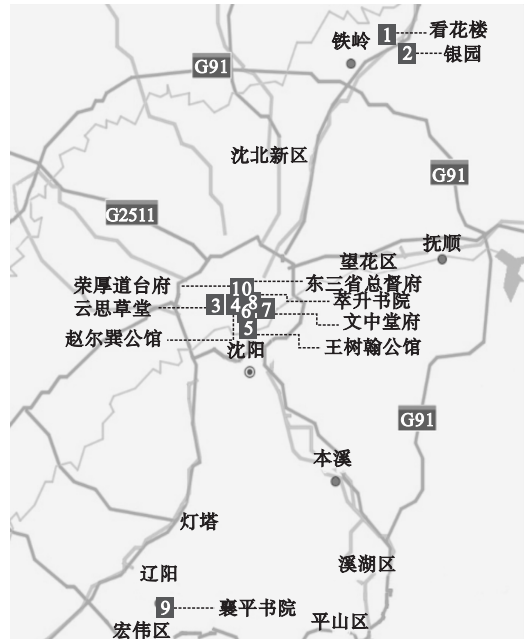 1
看花楼
铁岭
2
银园
G91
沈北新区
G91
G2511
抚顺
望花区
荣厚道台府
10
东三省总督府
云思草堂
3
4
8
萃升书院
6
7
文中堂府
赵尔巽公馆
5
王树翰公馆
沈阳
G91
本溪
灯塔
溪湖区
辽阳
9
襄平书院
宏伟区
平山区